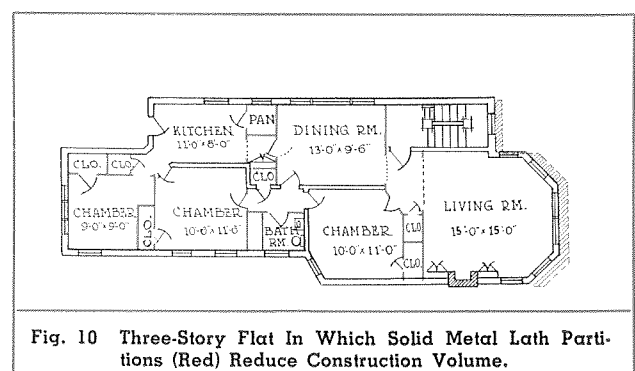 KITCHEN
11'-0"×8'-0"
PAN
DINING RM.
13'-0"×9'-6"
CLO.
CLO.
CLO
CHAMBER
9'-0"×9'-0"
CLO.
CHAMBER
10'-0"×11'-6"
BATH
RM.
CHAMBER
10'-0"×11'-0"
CLO
CLO.
LIVING RM.
15'-0"×15'-0"
Fig. 10 Three-Story Flat In Which Solid Metal Lath Parti-
tions (Red) Reduce Construction Volume.